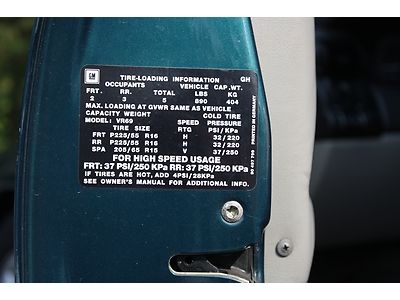 GM TIRE-LOADING INFORMATION GH
OCCUPANTS VEHICLE CAP.WT.
FRT. RR. TOTAL LBS KG
2 3 5 890 404
MAX. LOADING AT GVWR SAME AS VEHICLE
CAPACITY WEIGHT COLD TIRE
MODEL: VR69 SPEED PRESSURE
TIRE SIZE RTG PSI/KPa
FRT P225/55 R16 H 32/220
RR P225/55 R16 H 32/220
SPA 205/65 R15 V 37/250
FOR HIGH SPEED USAGE
FRT: 37 PSI/250 KPa RR: 37 PSI/250 KPa
IF TIRES ARE HOT, ADD 4PSI/28KPa
SEE OWNER'S MANUAL FOR ADDITIONAL INFO.
PRINTED IN GERMANY